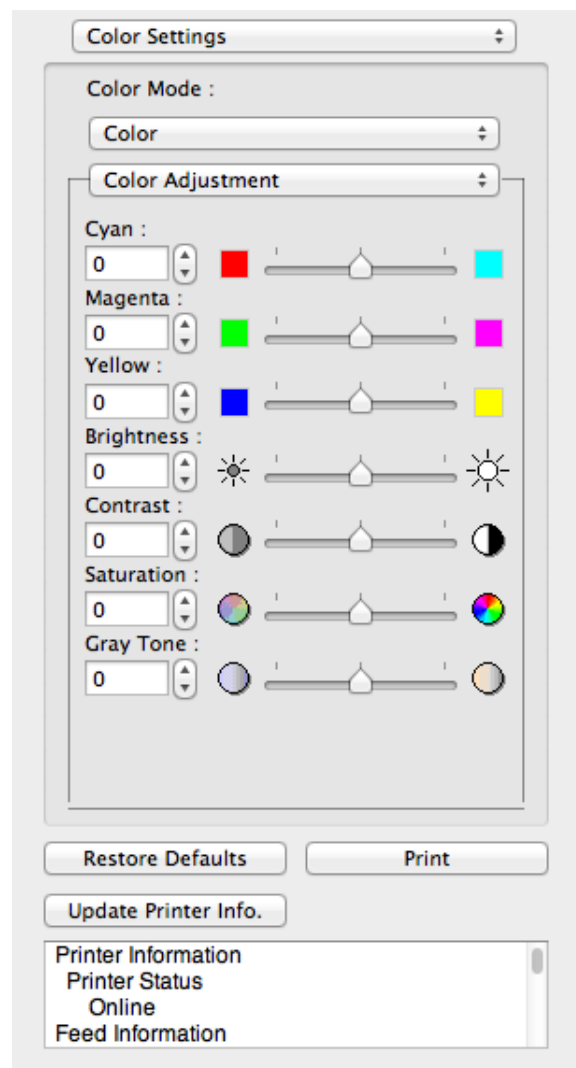 Color Settings
Color Mode :
Color
Color Adjustment
Cyan :
0
Magenta :
0
Yellow :
0
Brightness :
0
Contrast :
0
Saturation :
0
Gray Tone :
0
Restore Defaults
Print
Update Printer Info.
Printer Information
Printer Status
Online
Feed Information